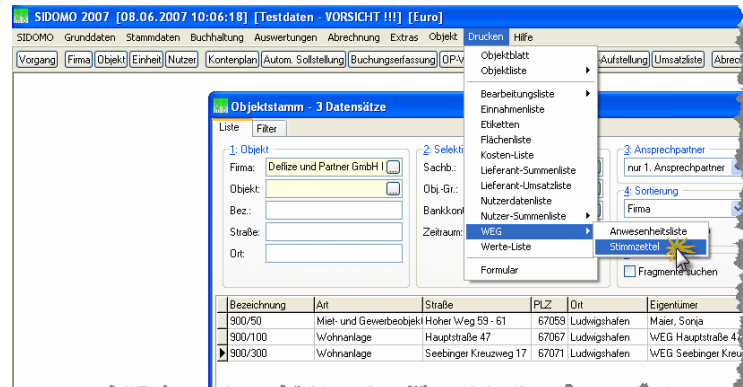 SIDOMO 2007 [08.06.2007 10:06:18] [Testdaten - VORSICHT !!!] [Euro]
SIDOMO Grunddaten Stammdaten Buchhaltung Auswertungen Abrechnung Extras Objekt Drucken Hilfe
Vorgang Firma Objekt Einheit Nutzer Kontenplan Autom. Sollstellung Buchungserfassung OP-V -Aufstellung Umsatzliste Abrec
Objektblatt
Objektliste
Bearbeitungsliste
Einnahmenliste
Etiketten
Flächenliste
Kosten-Liste
Lieferant-Summenliste
Lieferant-Umsatzliste
Nutzerdatenliste
Nutzer-Summenliste
WEG
Werte-Liste
Formular
Anwesenheitsliste
Stimmzettel
Objektstamm - 3 Datensätze
Liste Filter
1: Objekt 2: Selekti 3: Ansprechpartner
Firma: Deflize und Partner GmbH I ... Sachb.: nur 1. Ansprechpartner
Objekt: ... Obj.-Gr.: 4: Sortierung
Bez.: Bankkon Firma
Straße: Zeitraum:
Ort: Fragmente suchen
Bezeichnung Art Straße PLZ Ort Eigentümer
900/50 Miet- und Gewerbeobjek Hoher Weg 59 - 61 67059 Ludwigshafen Maier, Sonja
900/100 Wohnanlage Hauptstraße 47 67067 Ludwigshafen WEG Hauptstraße 47
900/300 Wohnanlage Seebinger Kreuzweg 17 67071 Ludwigshafen WEG Seebinger Kreu